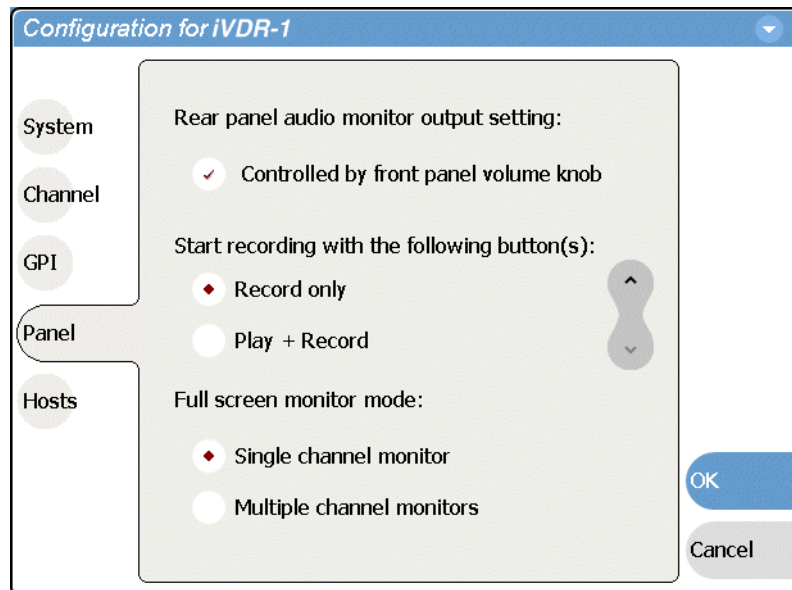 Configuration for iVDR-1
System
Channel
GPI
Panel
Hosts
Rear panel audio monitor output setting:
Controlled by front panel volume knob
Start recording with the following button(s):
Record only
Play + Record
Full screen monitor mode:
Single channel monitor
Multiple channel monitors
OK
Cancel